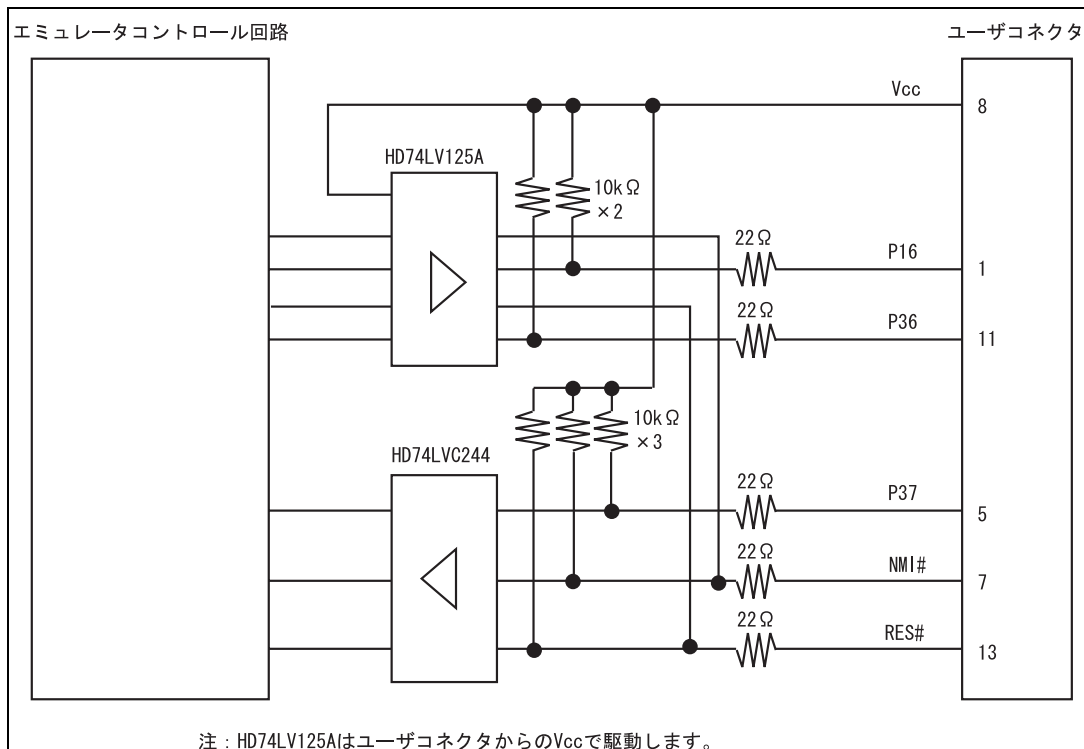 エミュレータコントロール回路
ユーザコネクタ
Vcc
8
HD74LV125A
10kΩ
×2
22Ω
P16
1
22Ω
P36
11
10kΩ
×3
HD74LVC244
22Ω
P37
5
22Ω
NMI#
7
22Ω
RES#
13
注：HD74LV125AはユーザコネクタからのVccで駆動します。